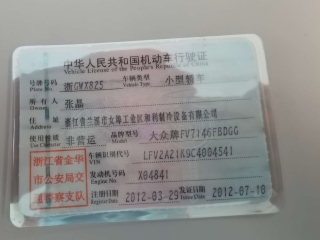 中华人民共和国机动车行驶证
Vehicle License of the People's Republic of China
号牌号码 浙GWX825 车辆类型 小型轿车
Plate No. Vehicle Type
所有人 张晶
Owner
住址 浙江省兰溪市女埠工业区和利制冷设备有限公司
Address
使用性质 非营运 品牌型号 大众牌FV7146FBDGG
Use Character Model
浙江省金华
市公安局交
通警察支队
车辆识别代号 LFV2A21K9C4004541
VIN
发动机号码 X04841
Engine No.
注册日期 2012-03-29 发证日期 2012-07-18
Register Date Issue Date